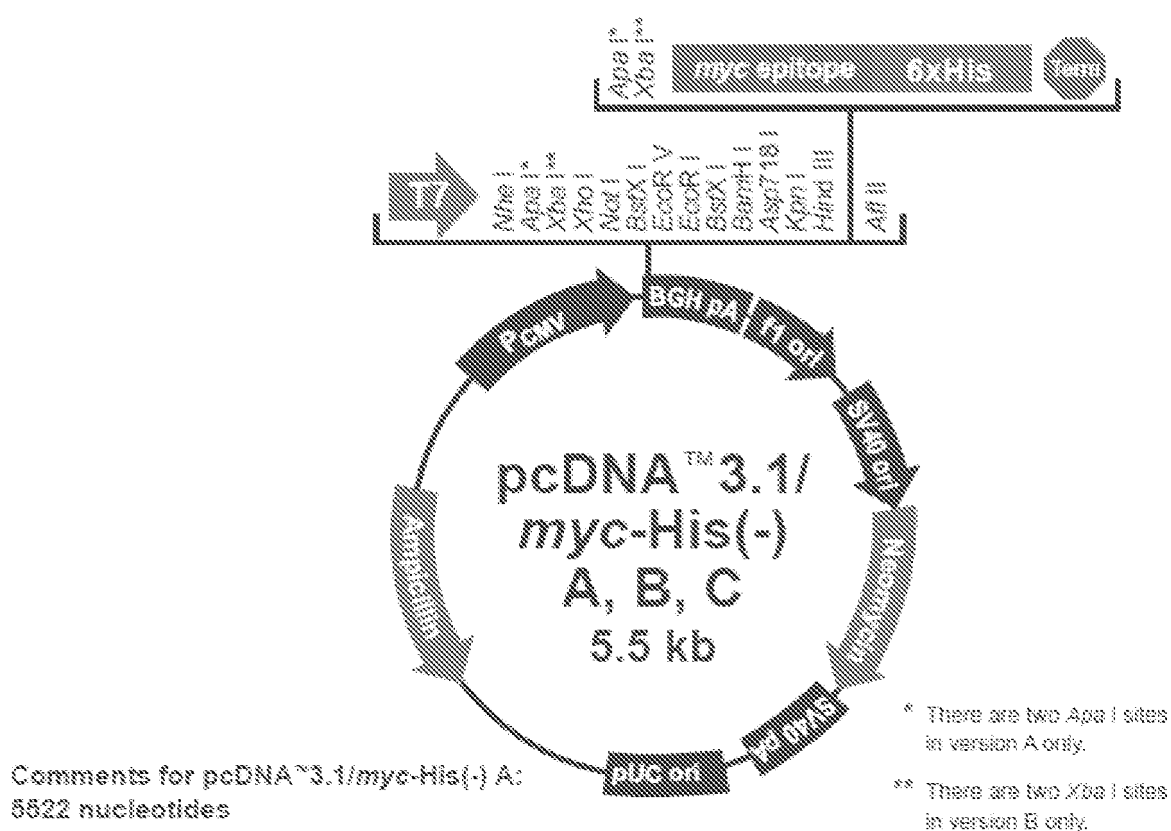 Apa I*
Xba I**
myc epitope
6xHis
Term
T7
Nhe I
Apa I*
Xba I**
Xho I
Not I
BstX I
EcoR V
EcoR I
BstX I
BamH I
Asp718 I
Kpn I
Hind III
Afl II
PCMV
BGH pA
f1 ori
SV40 ori
Neomycin
SV40 pA
pUC ori
Ampicillin
pcDNA™3.1/
myc-His(-)
A, B, C
5.5 kb
* There are two Apa I sites
in version A only.
** There are two Xba I sites
in version B only.
Comments for pcDNA™3.1/myc-His(-) A:
5522 nucleotides